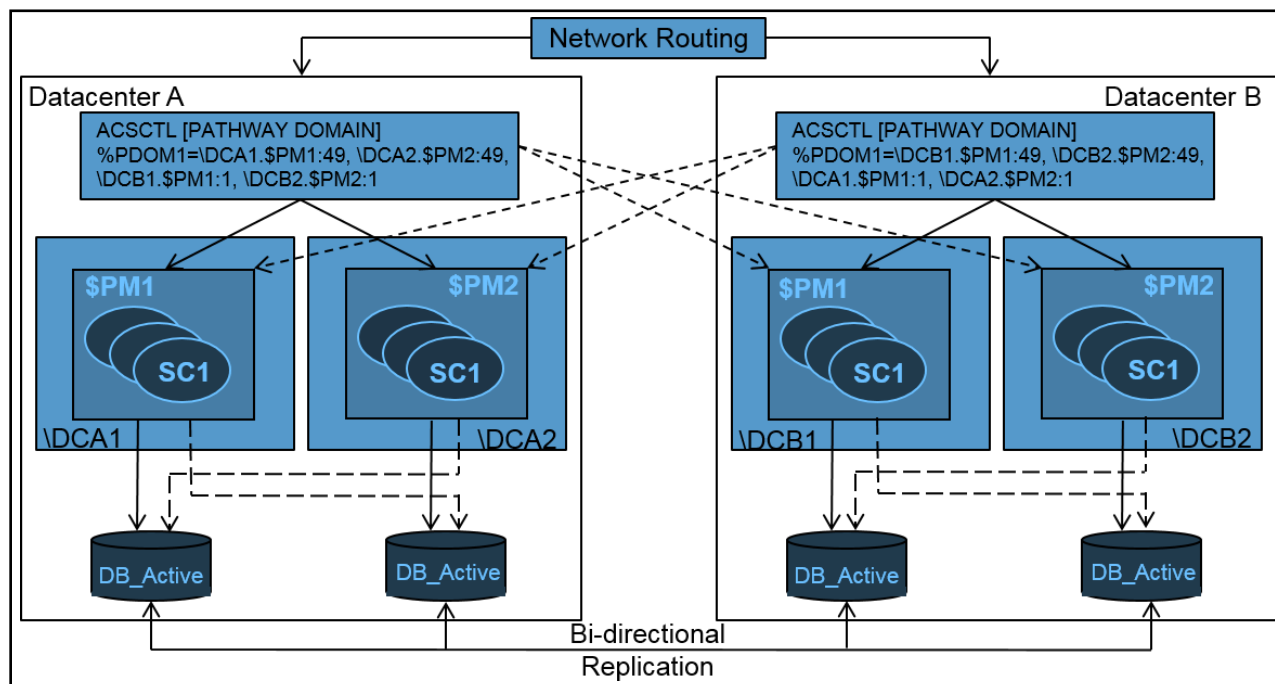 Network Routing
Datacenter A
ACSCTL [PATHWAY DOMAIN]
%PDOM1=\DCA1.$PM1:49, \DCA2.$PM2:49,
\DCB1.$PM1:1, \DCB2.$PM2:1
$PM1
SC1
\DCA1
$PM2
SC1
\DCA2
DB_Active
DB_Active
Datacenter B
ACSCTL [PATHWAY DOMAIN]
%PDOM1=\DCB1.$PM1:49, \DCB2.$PM2:49,
\DCA1.$PM1:1, \DCA2.$PM2:1
$PM1
SC1
\DCB1
$PM2
SC1
\DCB2
DB_Active
DB_Active
Bi-directional
Replication